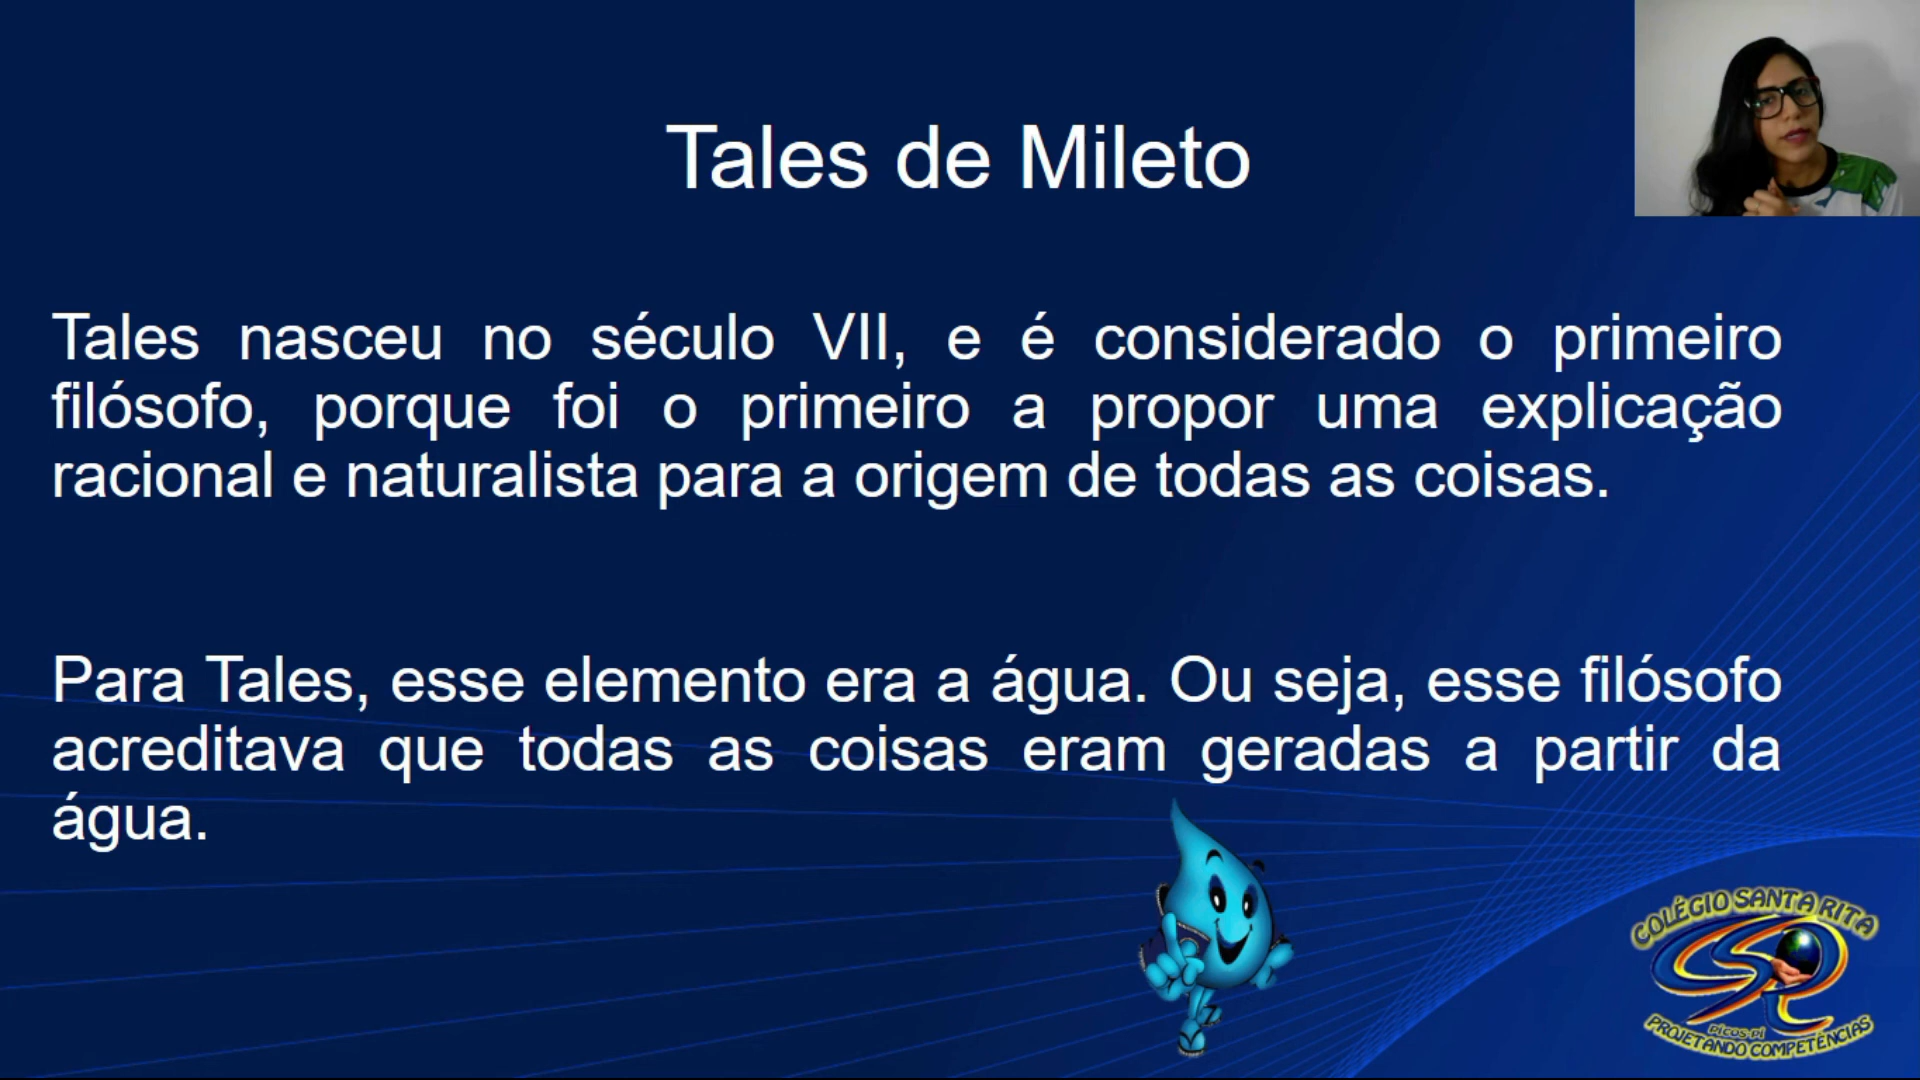 Tales de Mileto
Tales nasceu no século VII, e é considerado o primeiro
filósofo, porque foi o primeiro a propor uma explicação
racional e naturalista para a origem de todas as coisas.
Para Tales, esse elemento era a água. Ou seja, esse filósofo
acreditava que todas as coisas eram geradas a partir da
água.
COLÉGIO SANTA RITA
PICOS-PI
PROJETANDO COMPETÊNCIAS